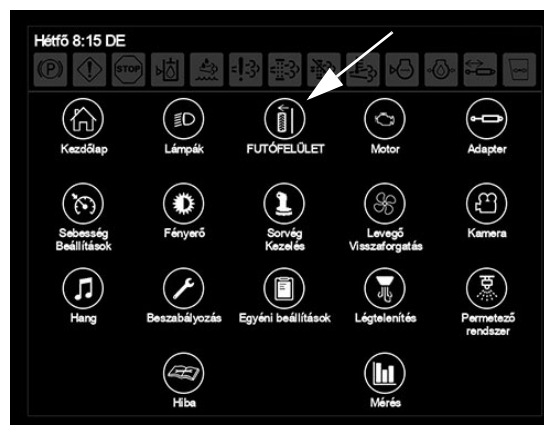 Hétfő 8:15 DE
P
STOP
Kezdőlap Lámpák FUTÓFELÜLET Motor Adapter
Sebesség Fényerő Sorvég Levegő Kamera
Beállítások Kezelés Visszaforgatás
Hang Beszabályozás Egyéni beállítások Légtelenítés Permetező
rendszer
Hiba Mérés